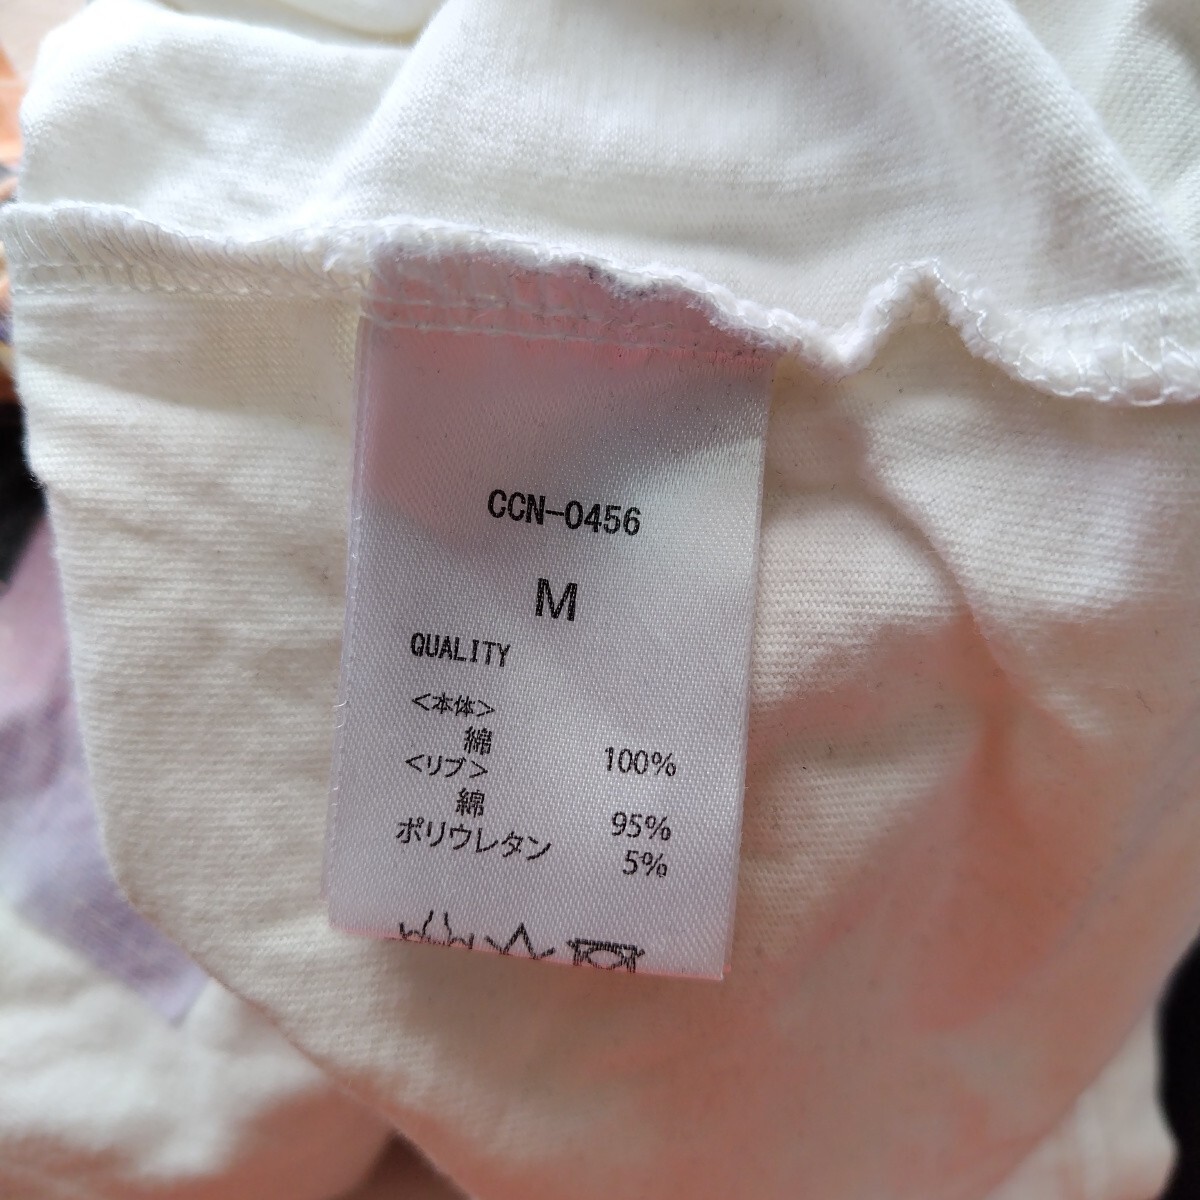 CCN-0456
M
QUALITY
<本体>
綿 100%
<リブ>
綿 95%
ポリウレタン 5%